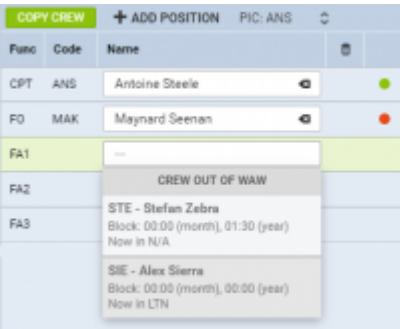 COPY CREW + ADD POSITION PIC: ANS
Func Code Name
CPT ANS Antoine Steele
FO MAK Maynard Seenan
FA1 —
CREW OUT OF WAW
FA2
STE - Stefan Zebra
Block: 00:00 (month), 01:30 (year)
FA3
Now in N/A
SIE - Alex Sierra
Block: 00:00 (month), 00:00 (year)
Now in LTN